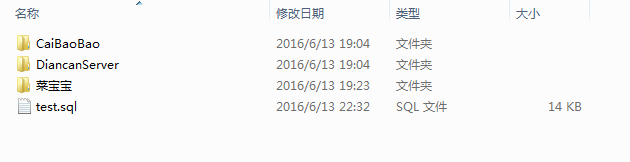 名称 修改日期 类型 大小
CaiBaoBao 2016/6/13 19:04 文件夹
DiancanServer 2016/6/13 19:04 文件夹
菜宝宝 2016/6/13 19:23 文件夹
test.sql 2016/6/13 22:32 SQL 文件 14 KB